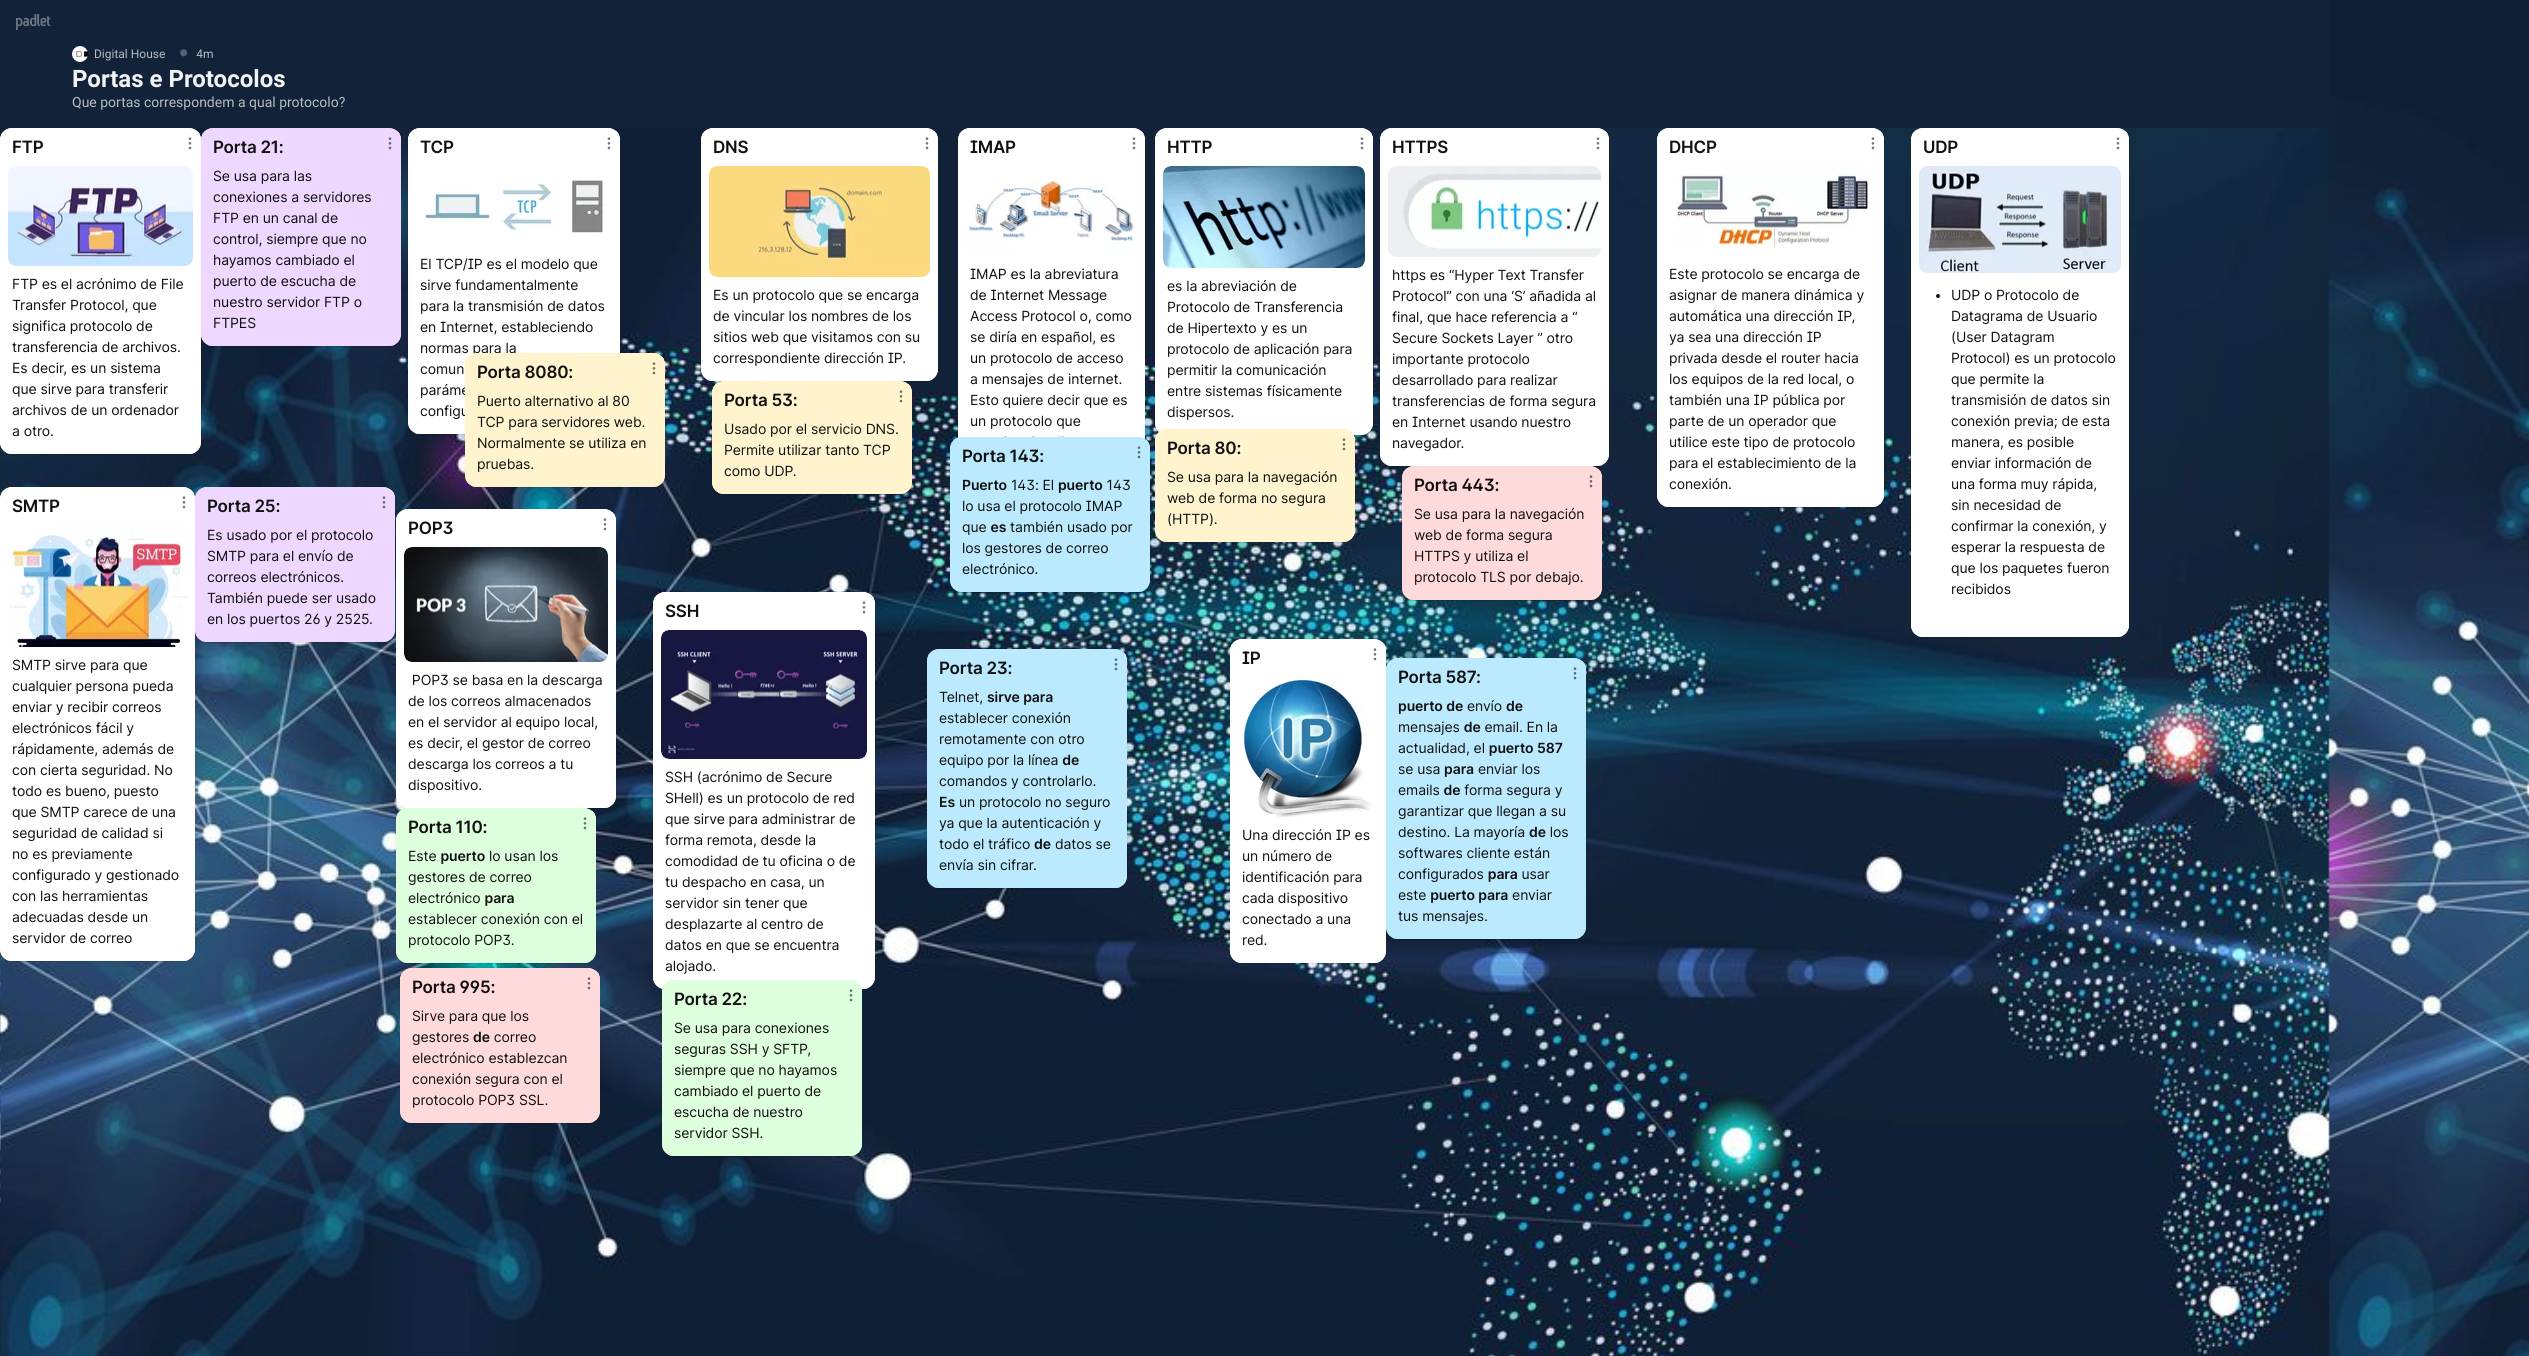 padlet
Digital House • 4m
Portas e Protocolos
Que portas correspondem a qual protocolo?
FTP
FTP
FTP es el acrónimo de File
Transfer Protocol, que
significa protocolo de
transferencia de archivos.
Es decir, es un sistema
que sirve para transferir
archivos de un ordenador
a otro.
Porta 21:
Se usa para las
conexiones a servidores
FTP en un canal de
control, siempre que no
hayamos cambiado el
puerto de escucha de
nuestro servidor FTP o
FTPES
TCP
TCP
El TCP/IP es el modelo que
sirve fundamentalmente
para la transmisión de datos
en Internet, estableciendo
normas para la
Porta 8080:
Puerto alternativo al 80
TCP para servidores web.
Normalmente se utiliza en
pruebas.
DNS
domain.com
216.3.128.12
Es un protocolo que se encarga
de vincular los nombres de los
sitios web que visitamos con su
correspondiente dirección IP.
Porta 53:
Usado por el servicio DNS.
Permite utilizar tanto TCP
como UDP.
IMAP
Email Server
IMAP es la abreviatura
de Internet Message
Access Protocol o, como
se diría en español, es
un protocolo de acceso
a mensajes de internet.
Esto quiere decir que es
un protocolo que
Porta 143:
Puerto 143: El puerto 143
lo usa el protocolo IMAP
que es también usado por
los gestores de correo
electrónico.
HTTP
http://www
es la abreviación de
Protocolo de Transferencia
de Hipertexto y es un
protocolo de aplicación para
permitir la comunicación
entre sistemas físicamente
dispersos.
Porta 80:
Se usa para la navegación
web de forma no segura
(HTTP).
HTTPS
https://
https es “Hyper Text Transfer
Protocol” con una ‘S’ añadida al
final, que hace referencia a “
Secure Sockets Layer ” otro
importante protocolo
desarrollado para realizar
transferencias de forma segura
en Internet usando nuestro
navegador.
Porta 443:
Se usa para la navegación
web de forma segura
HTTPS y utiliza el
protocolo TLS por debajo.
DHCP
DHCP Client
Router
DHCP Server
DHCP Dynamic Host
Configuration Protocol
Este protocolo se encarga de
asignar de manera dinámica y
automática una dirección IP,
ya sea una dirección IP
privada desde el router hacia
los equipos de la red local, o
también una IP pública por
parte de un operador que
utilice este tipo de protocolo
para el establecimiento de la
conexión.
UDP
UDP
Request
Response
Response
Client
Server
• UDP o Protocolo de
Datagrama de Usuario
(User Datagram
Protocol) es un protocolo
que permite la
transmisión de datos sin
conexión previa; de esta
manera, es posible
enviar información de
una forma muy rápida,
sin necesidad de
confirmar la conexión, y
esperar la respuesta de
que los paquetes fueron
recibidos
SMTP
SMTP
SMTP sirve para que
cualquier persona pueda
enviar y recibir correos
electrónicos fácil y
rápidamente, además de
con cierta seguridad. No
todo es bueno, puesto
que SMTP carece de una
seguridad de calidad si
no es previamente
configurado y gestionado
con las herramientas
adecuadas desde un
servidor de correo
Porta 25:
Es usado por el protocolo
SMTP para el envío de
correos electrónicos.
También puede ser usado
en los puertos 26 y 2525.
POP3
POP 3
POP3 se basa en la descarga
de los correos almacenados
en el servidor al equipo local,
es decir, el gestor de correo
descarga los correos a tu
dispositivo.
Porta 110:
Este puerto lo usan los
gestores de correo
electrónico para
establecer conexión con el
protocolo POP3.
Porta 995:
Sirve para que los
gestores de correo
electrónico establezcan
conexión segura con el
protocolo POP3 SSL.
SSH
SSH CLIENT
SSH SERVER
Hello !
Hello !
SSH (acrónimo de Secure
SHell) es un protocolo de red
que sirve para administrar de
forma remota, desde la
comodidad de tu oficina o de
tu despacho en casa, un
servidor sin tener que
desplazarte al centro de
datos en que se encuentra
alojado.
Porta 22:
Se usa para conexiones
seguras SSH y SFTP,
siempre que no hayamos
cambiado el puerto de
escucha de nuestro
servidor SSH.
Porta 23:
Telnet, sirve para
establecer conexión
remotamente con otro
equipo por la línea de
comandos y controlarlo.
Es un protocolo no seguro
ya que la autenticación y
todo el tráfico de datos se
envía sin cifrar.
IP
IP
Una dirección IP es
un número de
identificación para
cada dispositivo
conectado a una
red.
Porta 587:
puerto de envío de
mensajes de email. En la
actualidad, el puerto 587
se usa para enviar los
emails de forma segura y
garantizar que llegan a su
destino. La mayoría de los
softwares cliente están
configurados para usar
este puerto para enviar
tus mensajes.